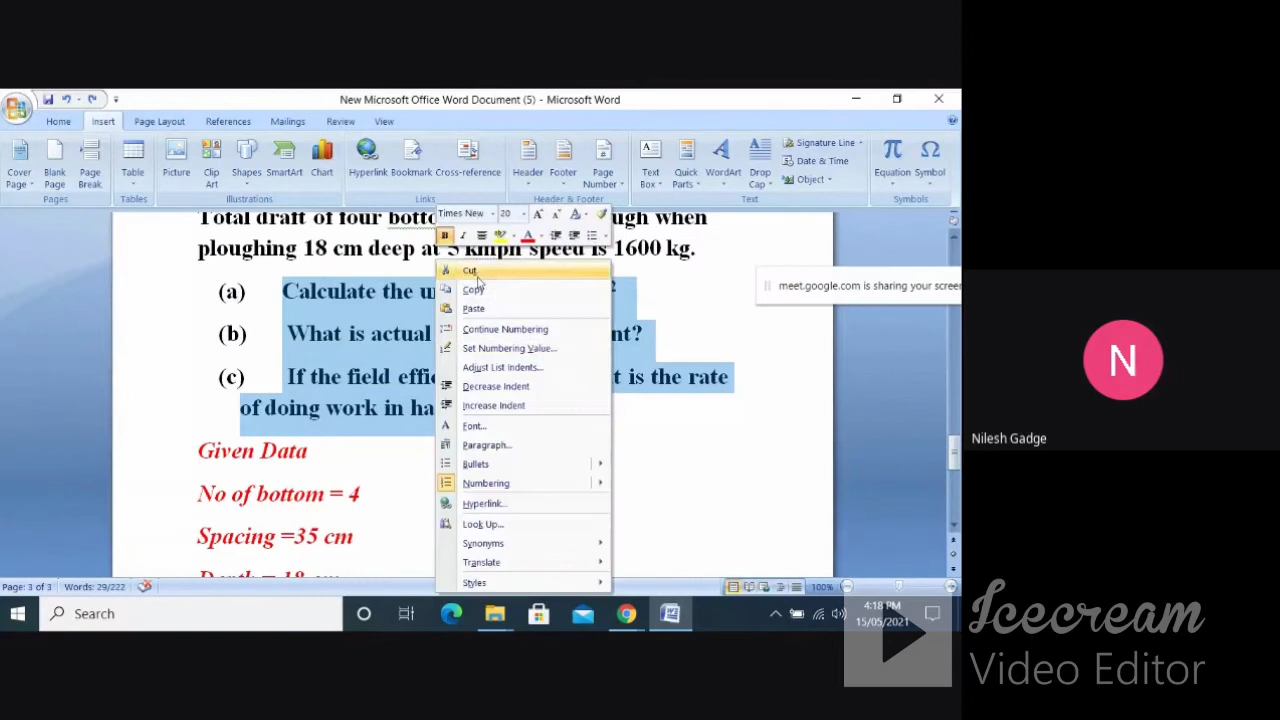 New Microsoft Office Word Document (5) - Microsoft Word
Home Insert Page Layout References Mailings Review View
Cover Page Blank Page Page Break Table Picture Clip Art Shapes SmartArt Chart Hyperlink Bookmark Cross-reference Header Footer Page Number Text Box Quick Parts WordArt Drop Cap Signature Line Date & Time Object Equation Symbol
Pages Tables Illustrations Links Header & Footer Text Symbols
Times New 20
Total draft of four botto ugh when
ploughing 18 cm deep at 5 kmph speed is 1600 kg.
(a) Calculate the u ?
(b) What is actual nt?
(c) If the field effic t is the rate
of doing work in ha
Given Data
No of bottom = 4
Spacing =35 cm
Depth = 18 cm
Cut
Copy
Paste
Continue Numbering
Set Numbering Value...
Adjust List Indents...
Decrease Indent
Increase Indent
Font...
Paragraph...
Bullets
Numbering
Hyperlink...
Look Up...
Synonyms
Translate
Styles
meet.google.com is sharing your screen
N
Nilesh Gadge
Page: 3 of 3 Words: 29/222 100%
Search
4:18 PM
15/05/2021
Icecream
Video Editor